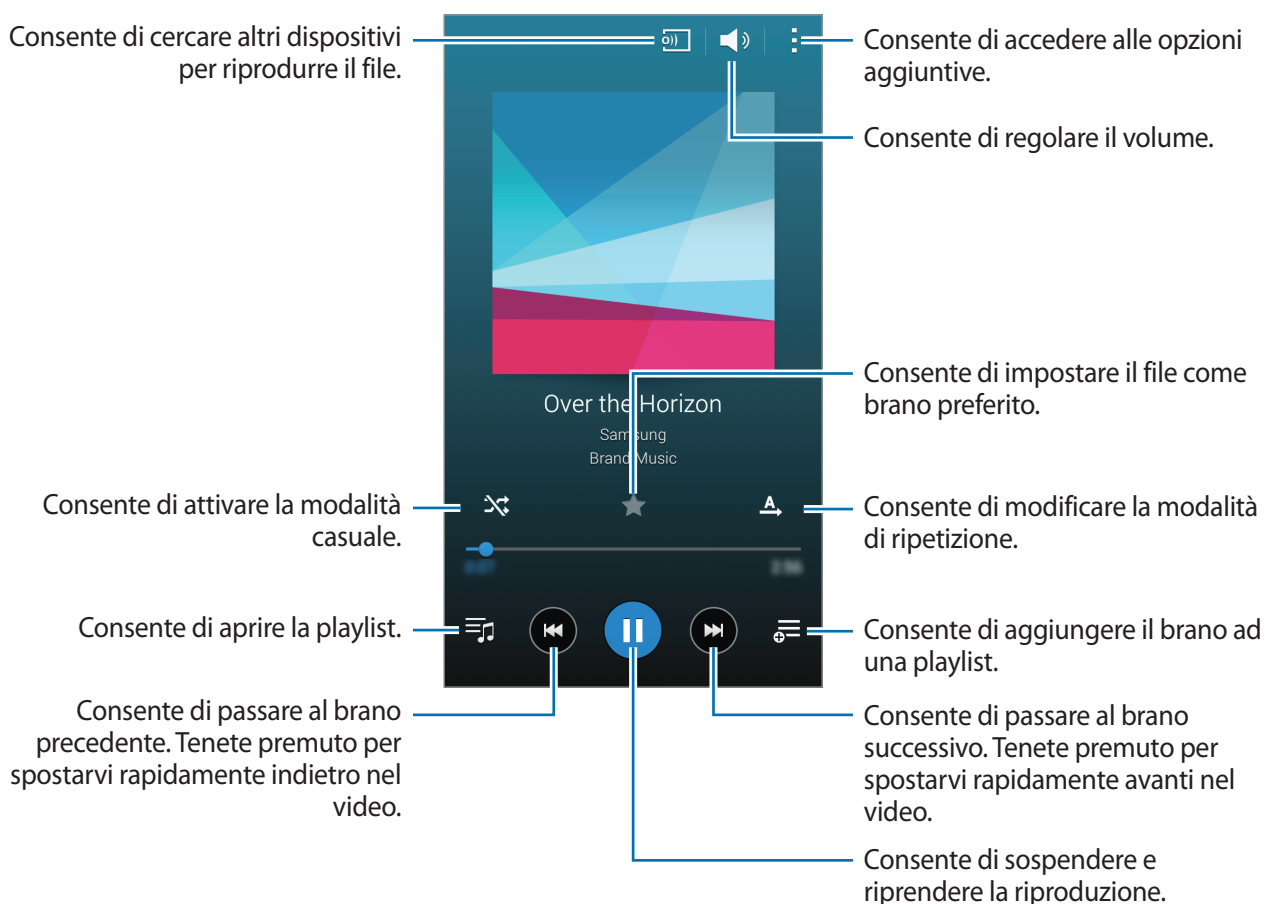 Consente di cercare altri dispositivi
per riprodurre il file.
Consente di accedere alle opzioni
aggiuntive.
Consente di regolare il volume.
Consente di impostare il file come
brano preferito.
Over the Horizon
Samsung
Brand Music
Consente di attivare la modalità
casuale.
A
Consente di modificare la modalità
di ripetizione.
0:07
2:56
Consente di aprire la playlist.
Consente di aggiungere il brano ad
una playlist.
Consente di passare al brano
precedente. Tenete premuto per
spostarvi rapidamente indietro nel
video.
Consente di passare al brano
successivo. Tenete premuto per
spostarvi rapidamente avanti nel
video.
Consente di sospendere e
riprendere la riproduzione.